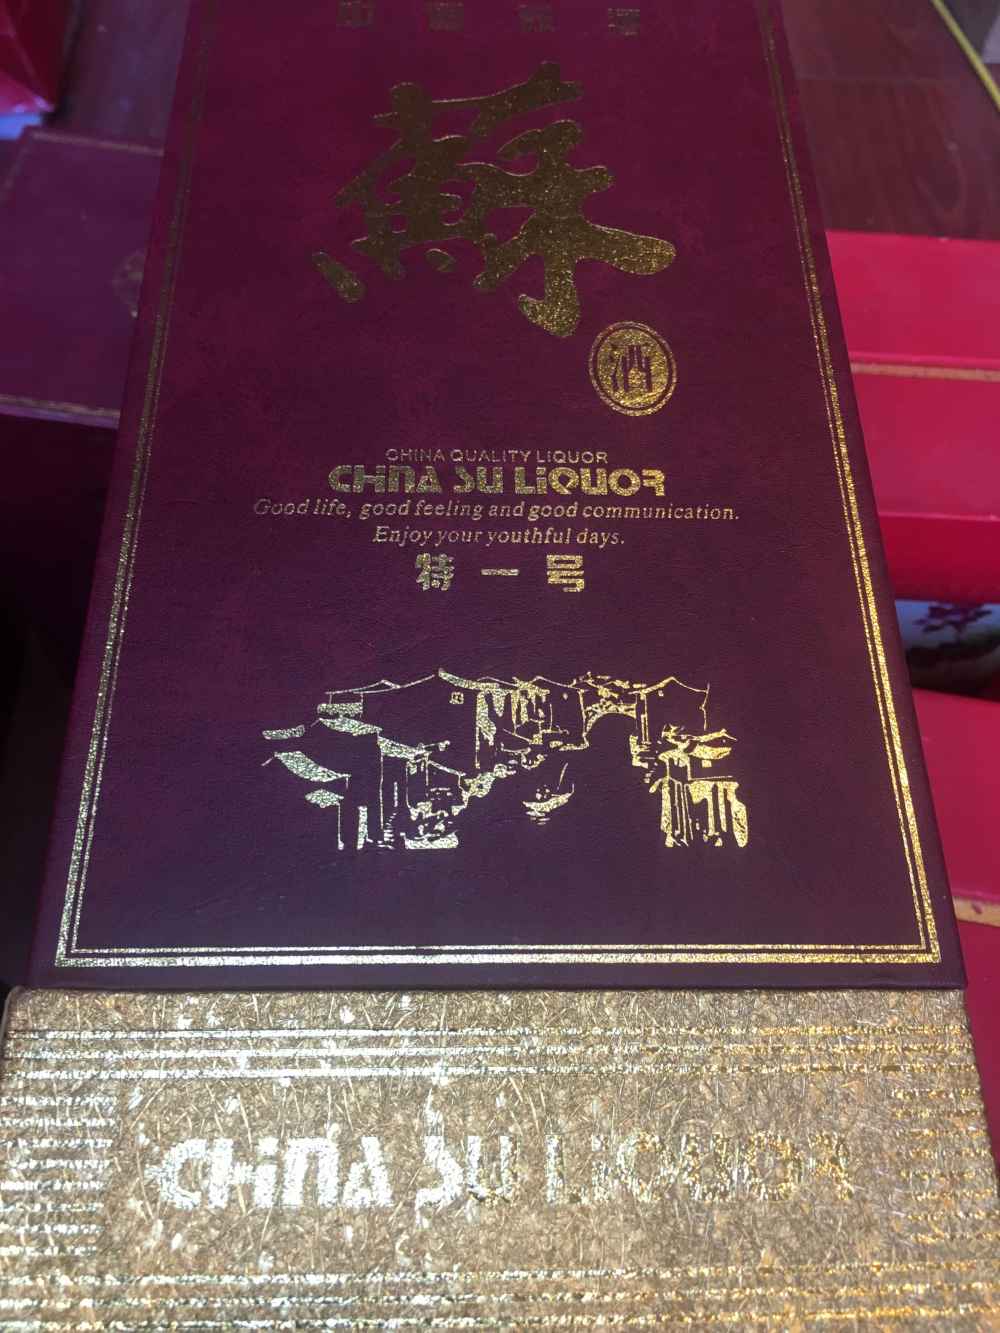 蘇
酒
CHINA QUALITY LIQUOR
CHINA SU LIQUOR
Good life, good feeling and good communication.
Enjoy your youthful days.
特一号
CHINA SU LIQUOR